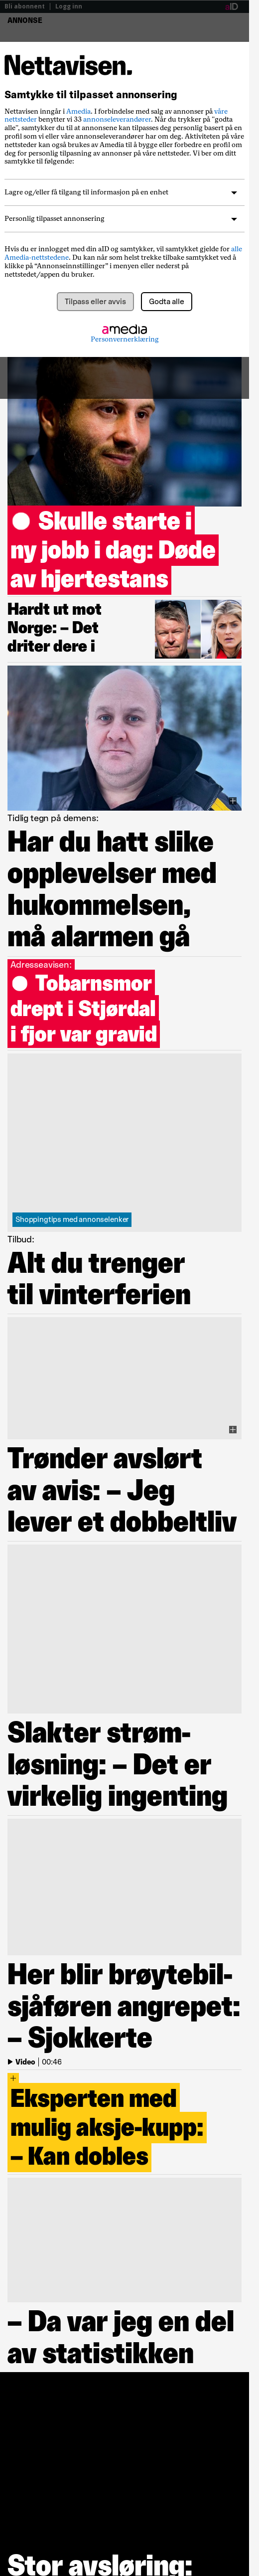 Bli abonnent | Logg inn aID
ANNONSE
Nettavisen.
Samtykke til tilpasset annonsering
Nettavisen inngår i Amedia. I forbindelse med salg av annonser på våre
nettsteder benytter vi 33 annonseleverandører. Når du trykker på "godta
alle", samtykker du til at annonsene kan tilpasses deg personlig basert på en
profil som vi eller våre annonseleverandører har om deg. Aktiviteten på våre
nettsteder kan også brukes av Amedia til å bygge eller forbedre en profil om
deg for personlig tilpasning av annonser på våre nettsteder. Vi ber om ditt
samtykke til følgende:
Lagre og/eller få tilgang til informasjon på en enhet
Personlig tilpasset annonsering
Hvis du er innlogget med din aID og samtykker, vil samtykket gjelde for alle
Amedia-nettstedene. Du kan når som helst trekke tilbake samtykket ved å
klikke på “Annonseinnstillinger” i menyen eller nederst på
nettstedet/appen du bruker.
Tilpass eller avvis
Godta alle
amedia
Personvernerklæring
Skulle starte i
ny jobb i dag: Døde
av hjertestans
Hardt ut mot
Norge: – Det
driter dere i
Tidlig tegn på demens:
Har du hatt slike
opplevelser med
hukommelsen,
må alarmen gå
Adresseavisen:
Tobarnsmor
drept i Stjørdal
i fjor var gravid
Shoppingtips med annonselenker
Tilbud:
Alt du trenger
til vinterferien
Trønder avslørt
av avis: – Jeg
lever et dobbeltliv
Slakter strøm-
løsning: – Det er
virkelig ingenting
Her blir brøytebil-
sjåføren angrepet:
– Sjokkerte
Video | 00:46
+
Eksperten med
mulig aksje-kupp:
– Kan dobles
– Da var jeg en del
av statistikken
Stor avsløring: